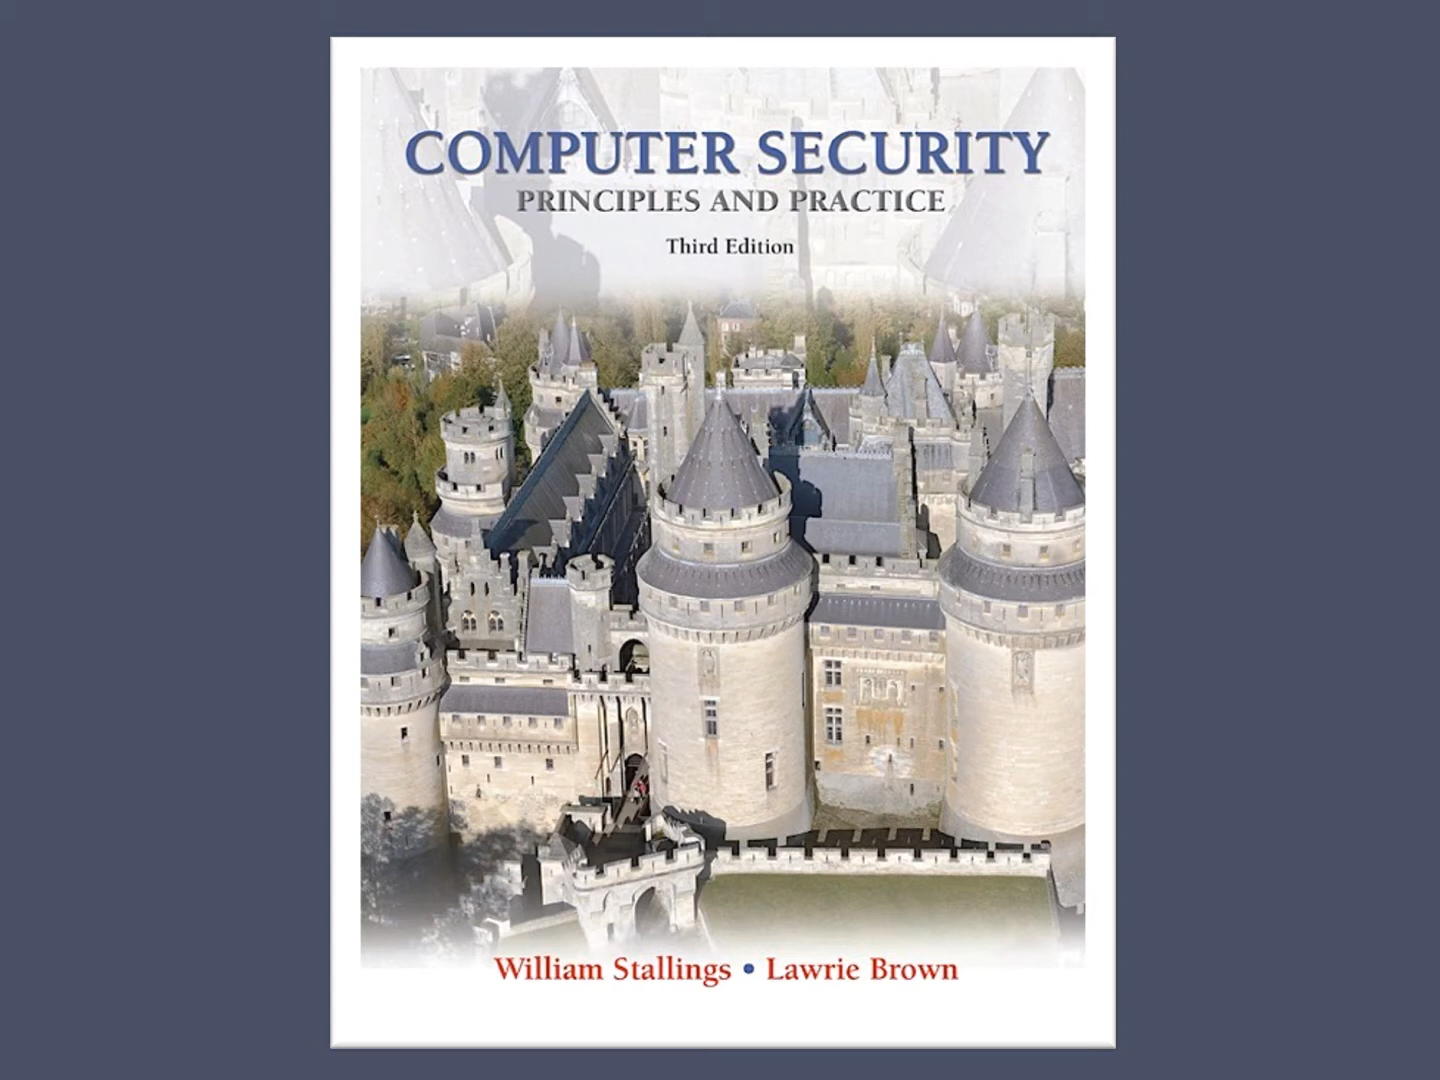 COMPUTER SECURITY
PRINCIPLES AND PRACTICE
Third Edition
William Stallings • Lawrie Brown